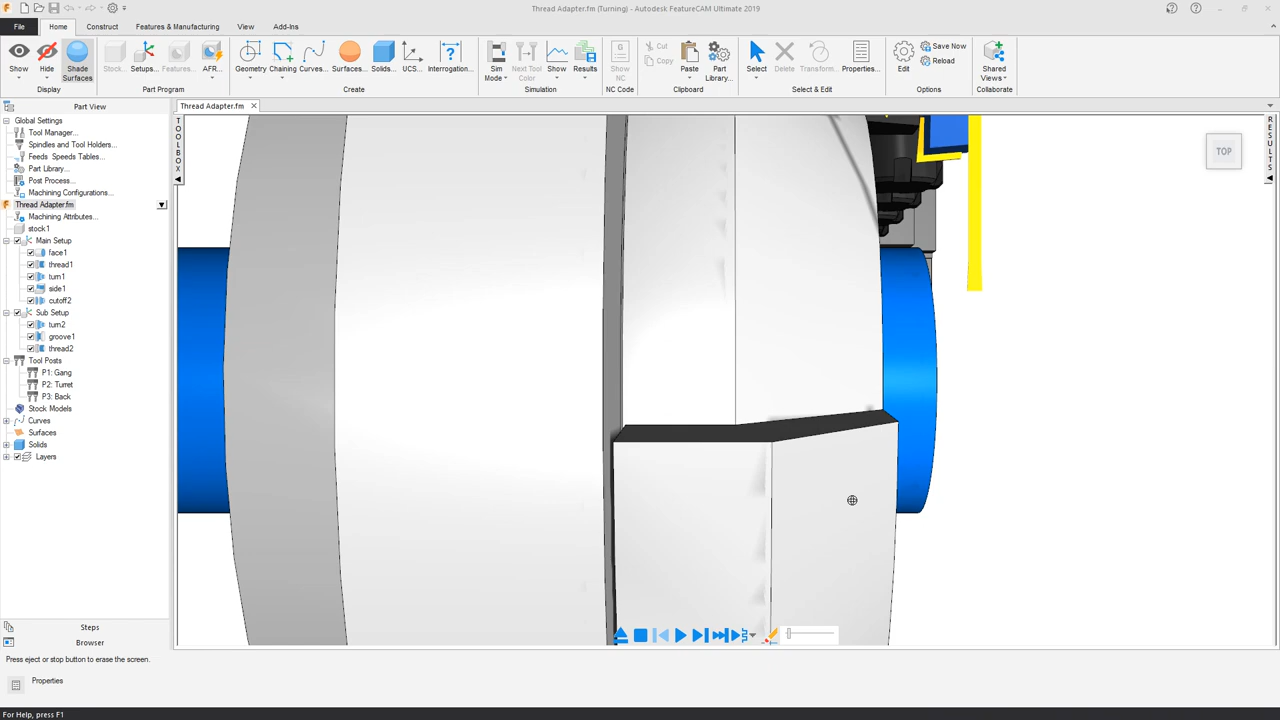 Thread Adapter.fm (Turning) - Autodesk FeatureCAM Ultimate 2019
File Home Construct Features & Manufacturing View Add-Ins
Show Hide Shade Surfaces Stock... Setups... Features... AFR... Geometry... Chaining... Curves... Surfaces... Solids... UCS... Interrogation... Sim Mode Next Tool Color Show Results Show NC Cut Copy Paste Part Library... Select Delete Transform... Properties... Edit Save Now Reload Shared Views
Display Part Program Create Simulation NC Code Clipboard Select & Edit Options Collaborate
Part View
Thread Adapter.fm
Global Settings
Tool Manager...
Spindles and Tool Holders...
Feeds Speeds Tables...
Part Library...
Post Process...
Machining Configurations...
Thread Adapter.fm
Machining Attributes...
stock1
Main Setup
face1
thread1
turn1
side1
cutoff2
Sub Setup
turn2
groove1
thread2
Tool Posts
P1: Gang
P2: Turret
P3: Back
Stock Models
Curves
Surfaces
Solids
Layers
TOOLBOX
TOP
RESULTS
Steps
Browser
Press eject or stop button to erase the screen.
Properties
For Help, press F1